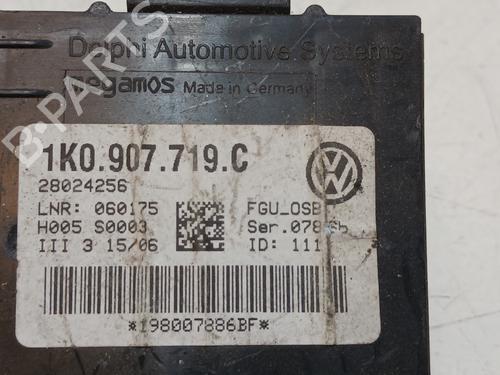 Delphi Automotive Systems
megamos Made in Germany
1K0.907.719.C
28024256
LNR: 060175 FGU_OSB
H005 S0003
III 3 15/06 ID: 111
*198007886BF*
B-PARTS